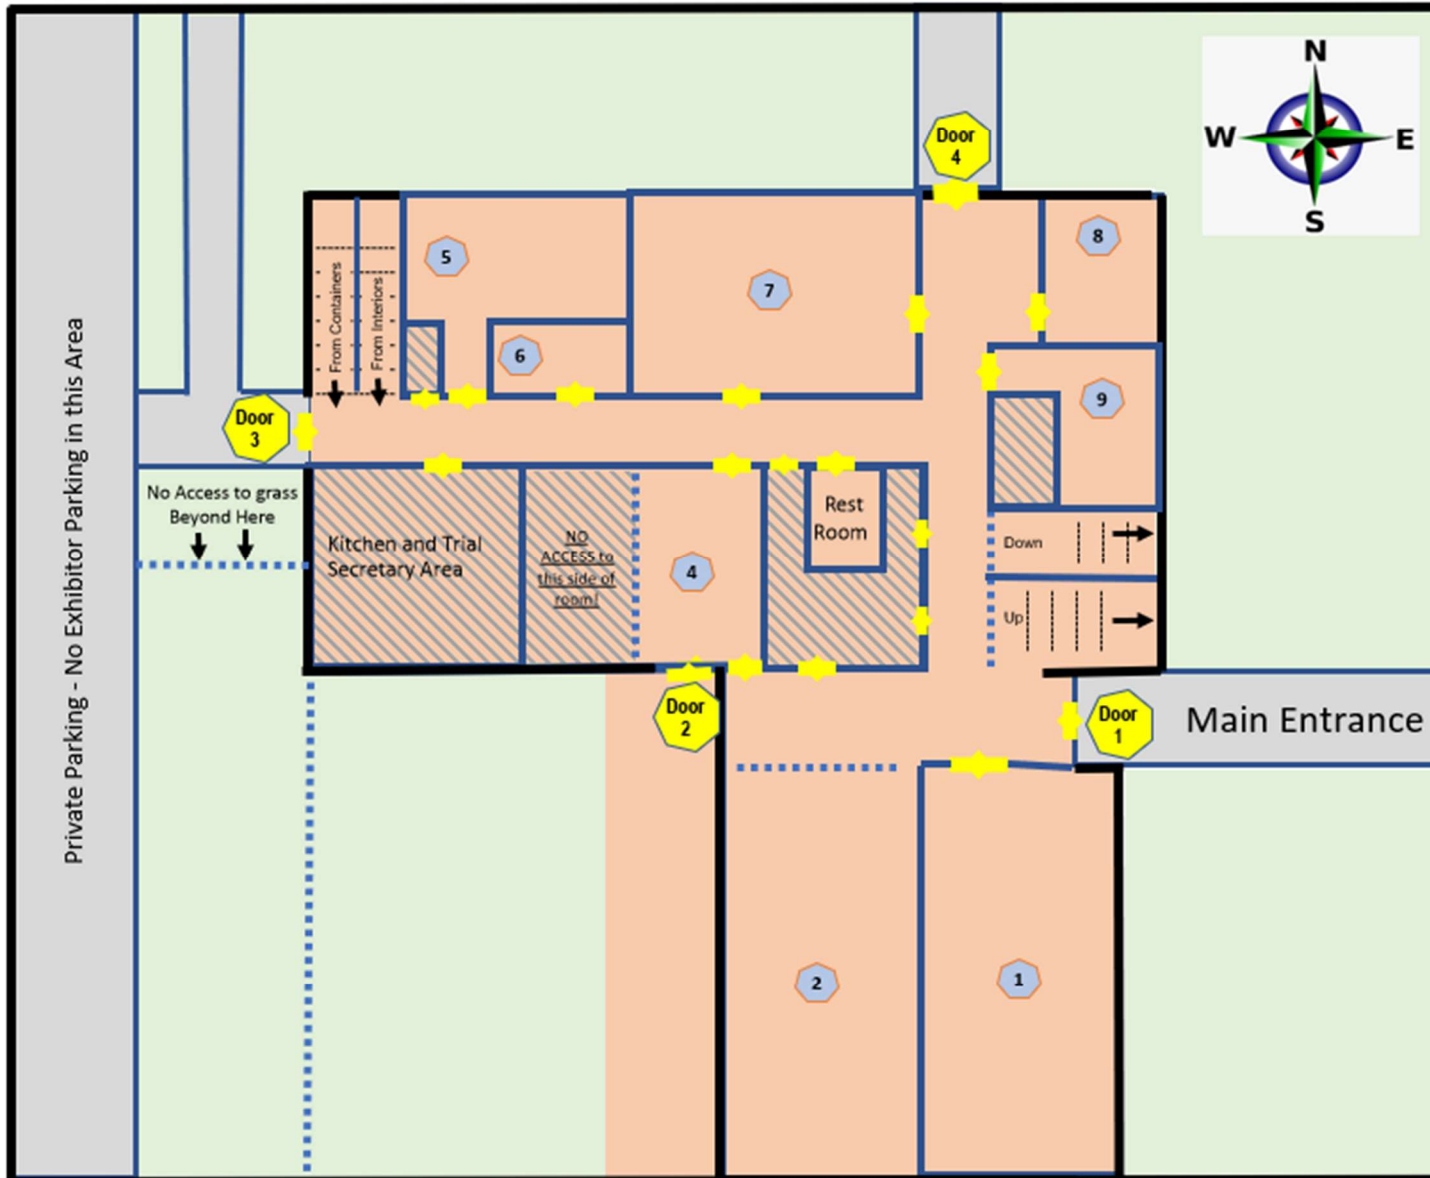 N
W
E
S
Door
4
8
5
7
From Containers
From Interiors
6
9
Door
3
Private Parking - No Exhibitor Parking in this Area
No Access to grass
Beyond Here
Kitchen and Trial
Secretary Area
NO
ACCESS to
this side of
room!
4
Rest
Room
Down
Up
Door
2
Door
1
Main Entrance
2
1